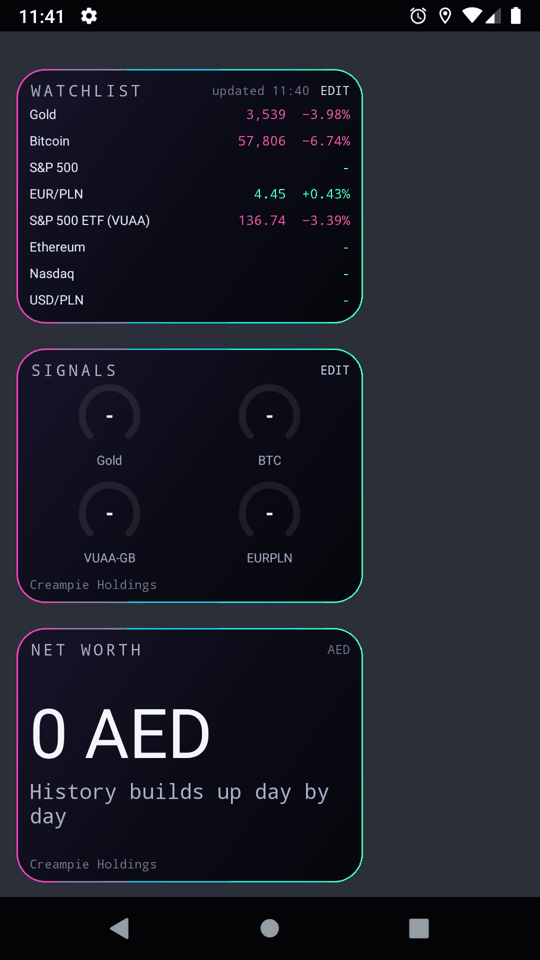 11:41
WATCHLIST updated 11:40 EDIT
Gold 3,539 −3.98%
Bitcoin 57,806 −6.74%
S&P 500 -
EUR/PLN 4.45 +0.43%
S&P 500 ETF (VUAA) 136.74 −3.39%
Ethereum -
Nasdaq -
USD/PLN -
SIGNALS EDIT
- -
Gold BTC
- -
VUAA-GB EURPLN
Creampie Holdings
NET WORTH AED
0 AED
History builds up day by
day
Creampie Holdings